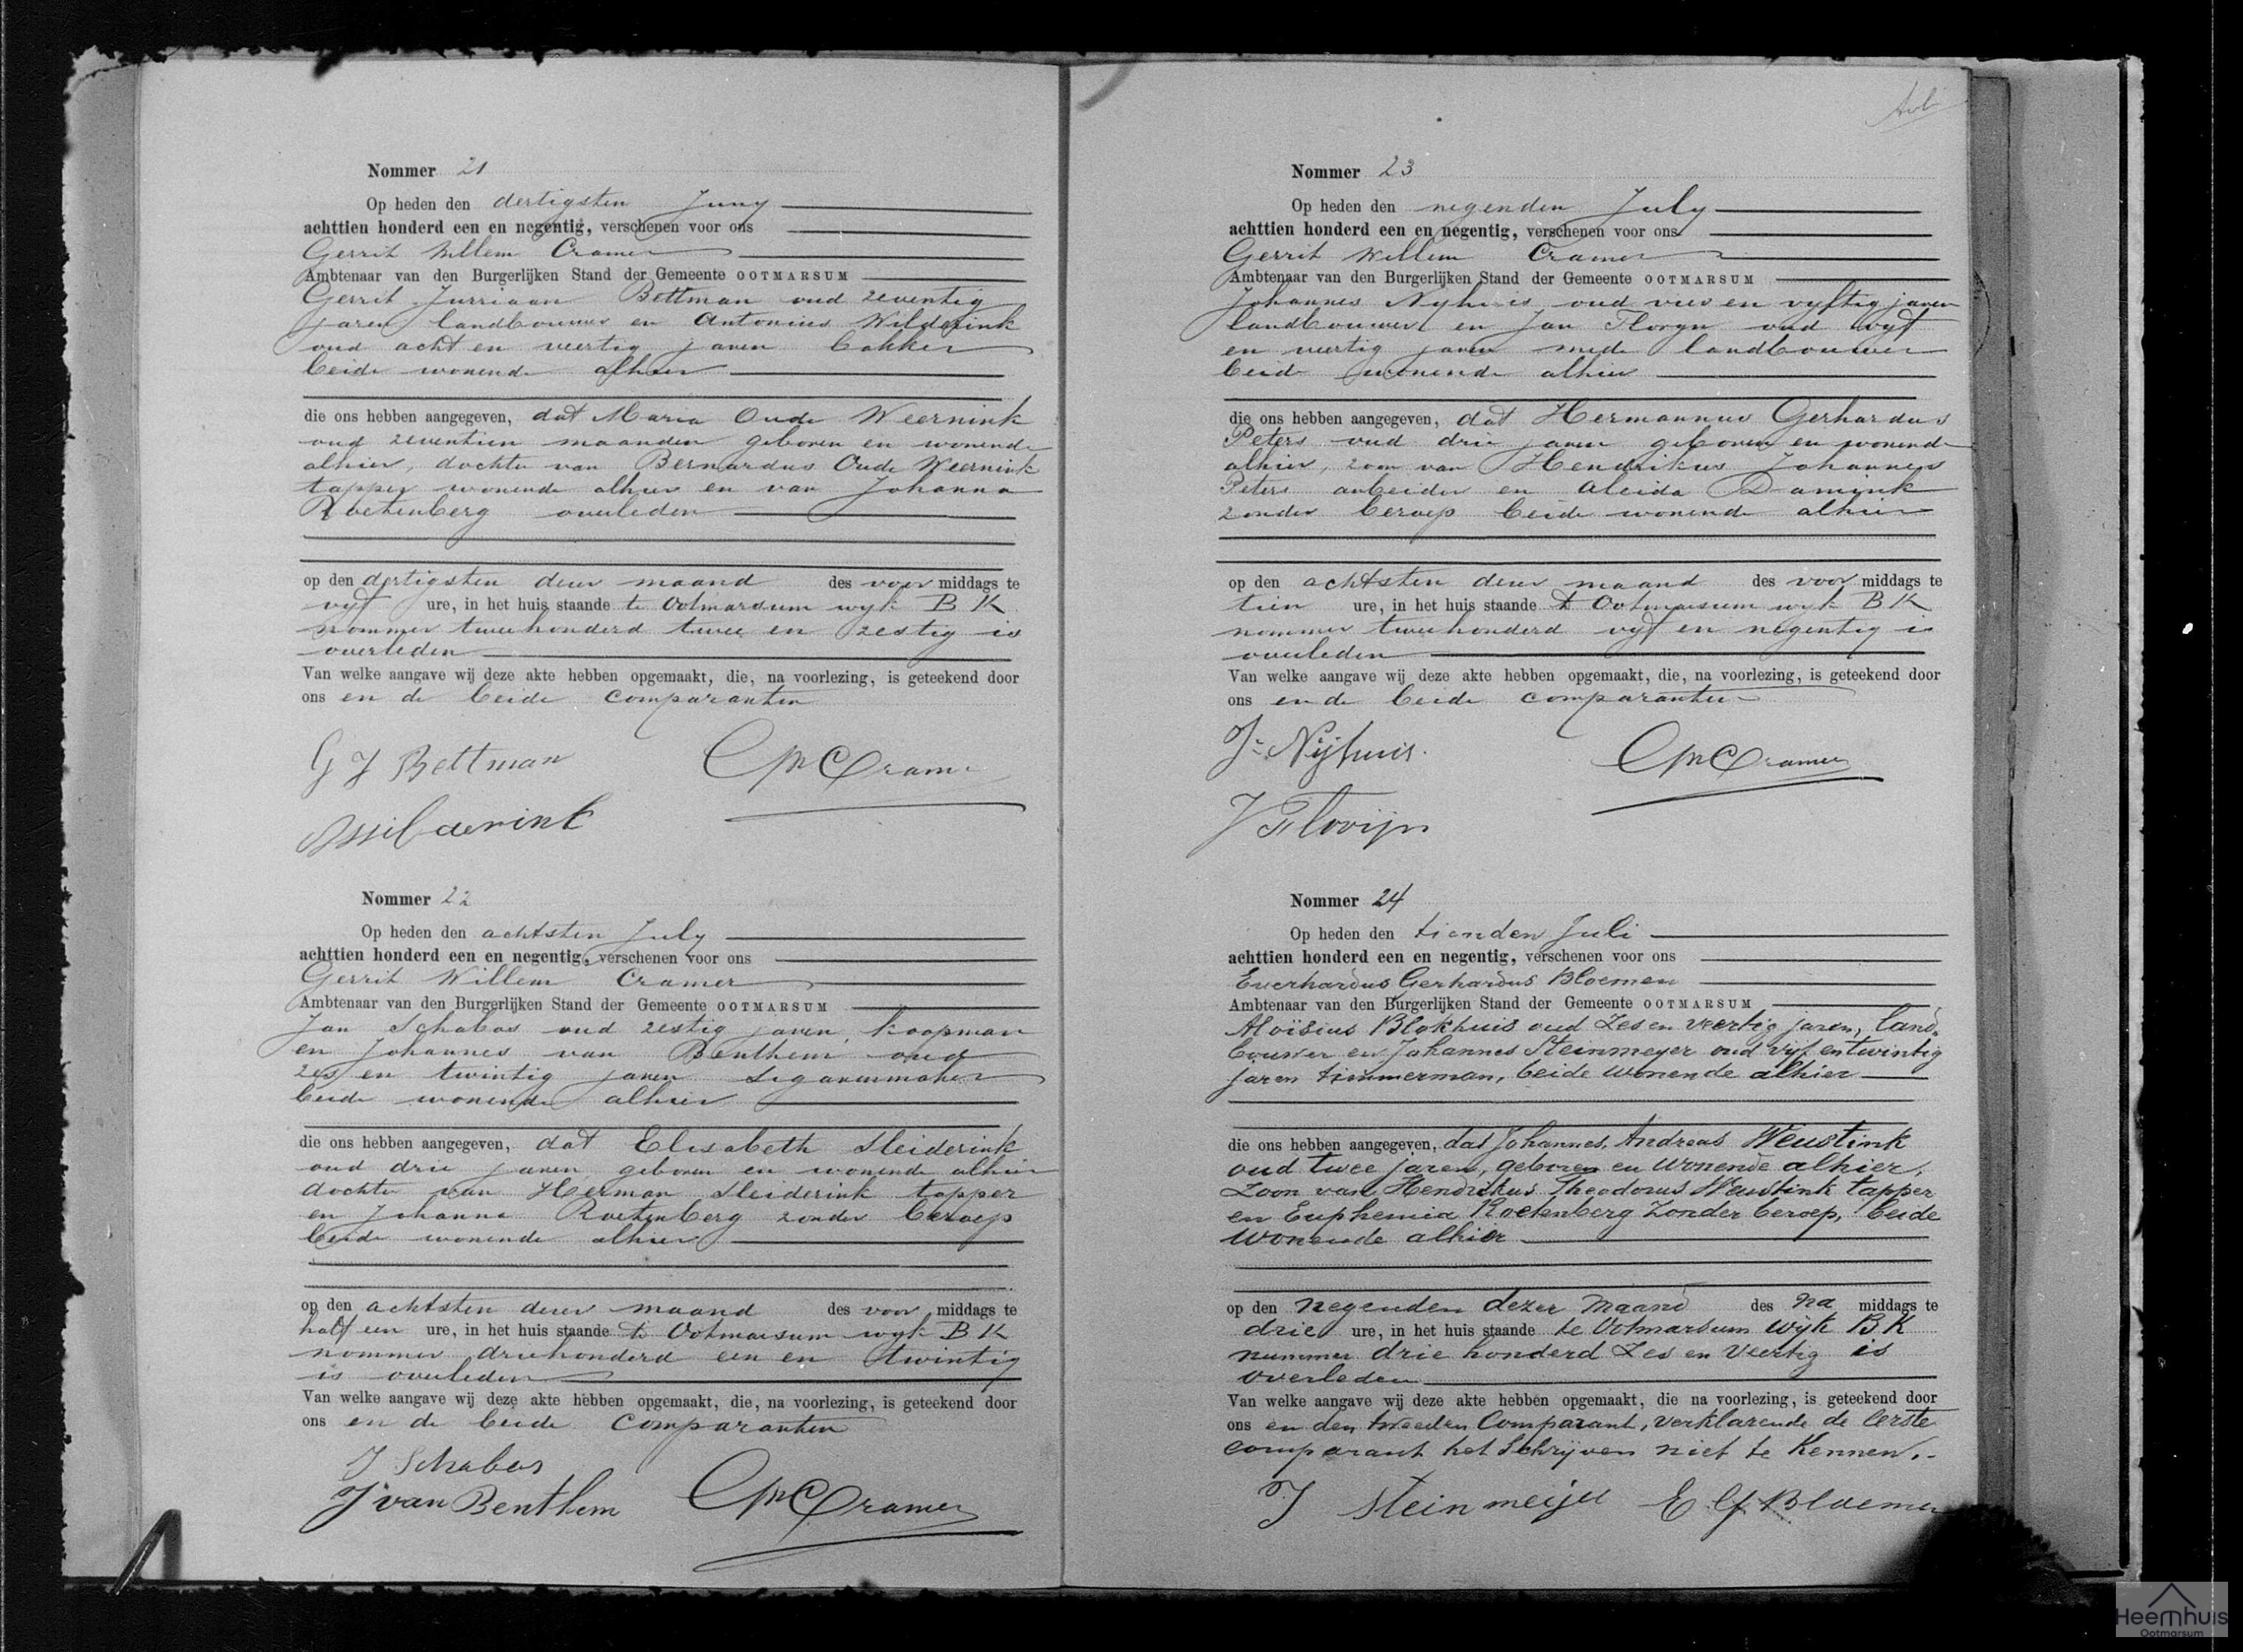 Nommer 21
Op heden den dertigsten Juny
achttien honderd een en negentig, verschenen voor ons
Gerrit Willem Cramer
Ambtenaar van den Burgerlijken Stand der Gemeente OOTMARSUM
Gerrit Jurriaan Bettman oud zeventig
jaren landbouwer en Antonius Wilderink
oud acht en veertig jaren bakker
beide wonende alhier
die ons hebben aangegeven, dat Maria Oude Weernink
oud zeventien maanden geboren en wonende
alhier, dochter van Bernardus Oude Weernink
tapper wonende alhier en van Johanna
Roetenberg overleden
op den dertigsten dezer maand des voor middags te
vyf ure, in het huis staande te Ootmarsum wyk B K
nommer tweehonderd twee en zestig is
overleden
Van welke aangave wij deze akte hebben opgemaakt, die, na voorlezing, is geteekend door
ons en de beide comparanten
G J Bettman GWCramer
AWilderink
Nommer 22
Op heden den achtsten July
achttien honderd een en negentig, verschenen voor ons
Gerrit Willem Cramer
Ambtenaar van den Burgerlijken Stand der Gemeente OOTMARSUM
Jan Schabos oud zestig jaren, koopman
en Johannes van Benthem oud
zes en twintig jaren sigarenmaker
beide wonende alhier
die ons hebben aangegeven, dat Elisabeth Sleiderink
oud drie jaren geboren en wonende alhier
dochter van Herman Sleiderink tapper
en Johanna Roetenberg zonder beroep
beide wonende alhier
op den achtsten dezer maand des voor middags te
half een ure, in het huis staande te Ootmarsum wyk B K
nommer driehonderd een en twintig
is overleden
Van welke aangave wij deze akte hebben opgemaakt, die, na voorlezing, is geteekend door
ons en de beide comparanten
J Schabos
J van Benthem GWCramer
Nommer 23
Op heden den negenden July
achttien honderd een en negentig, verschenen voor ons
Gerrit Willem Cramer
Ambtenaar van den Burgerlijken Stand der Gemeente OOTMARSUM
Johannes Nyhuis oud vier en vyftig jaren
landbouwer en Jan Floryn oud vyf
en veertig jaren mede landbouwer
beide wonende alhier
die ons hebben aangegeven, dat Hermannus Gerhardus
Peters oud drie jaren geboren en wonende
alhier, zoon van Hendrikus Johannes
Peters arbeider en Aleida Damink
zonder beroep beide wonende alhier
op den achtsten dezer maand des voor middags te
tien ure, in het huis staande te Ootmarsum wyk B K
nommer tweehonderd vyf en negentig is
overleden
Van welke aangave wij deze akte hebben opgemaakt, die, na voorlezing, is geteekend door
ons en de beide comparanten
J. Nijhuis. GWCramer
J Florijn
Nommer 24
Op heden den tienden Juli
achttien honderd een en negentig, verschenen voor ons
Everhardus Gerhardus Bloemen
Ambtenaar van den Burgerlijken Stand der Gemeente OOTMARSUM
Aloïsius Blokhuis oud Zes en veertig jaren, land-
bouwer en Johannes Steinmeyer oud vijf en twintig
jaren timmerman, beide wonende alhier
die ons hebben aangegeven, dat Johannes, Andreas Weustink
oud twee jaren, geboren en wonende alhier,
Zoon van Hendrikus Theodorus Weustink tapper
en Euphemia Roetenberg Zonder beroep, beide
wonende alhier
op den negenden dezer maand des na middags te
drie ure, in het huis staande te Ootmarsum wijk B K
nummer drie honderd Zes en veertig is
overleden
Van welke aangave wij deze akte hebben opgemaakt, die na voorlezing, is geteekend door
ons en den tweeden Comparant, verklarende de eerste
comparant het Schrijven niet te Kennen.-
J Steinmeijer E G Bloemen
Heemhuis
Ootmarsum